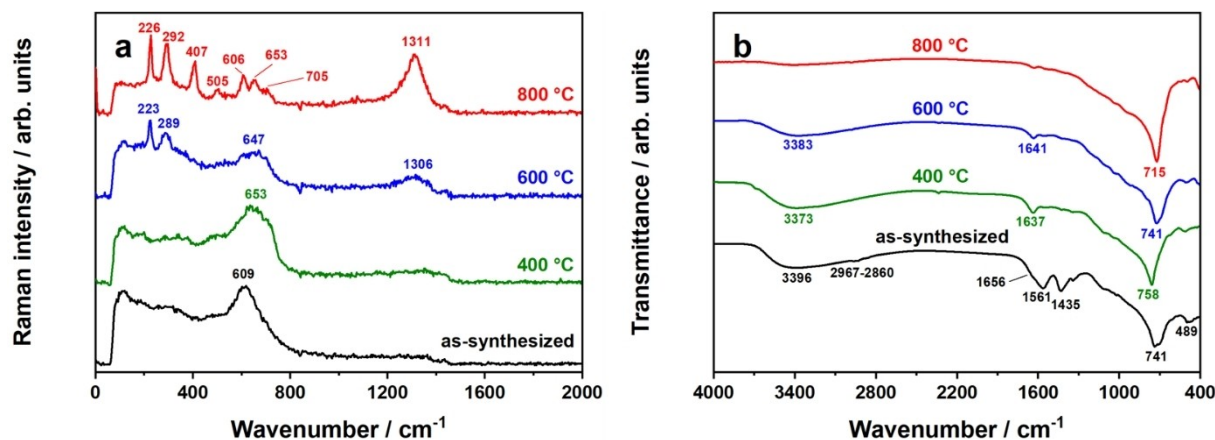 a
226
292
407
505
606
653
705
1311
800 °C
223
289
647
1306
600 °C
653
400 °C
609
as-synthesized
0
400
800
1200
1600
2000
Wavenumber / cm-1
Raman intensity / arb. units
b
800 °C
715
600 °C
3383
1641
741
400 °C
3373
1637
758
as-synthesized
3396
2967-2860
1656
1561
1435
741
489
4000
3400
2800
2200
1600
1000
400
Wavenumber / cm-1
Transmittance / arb. units